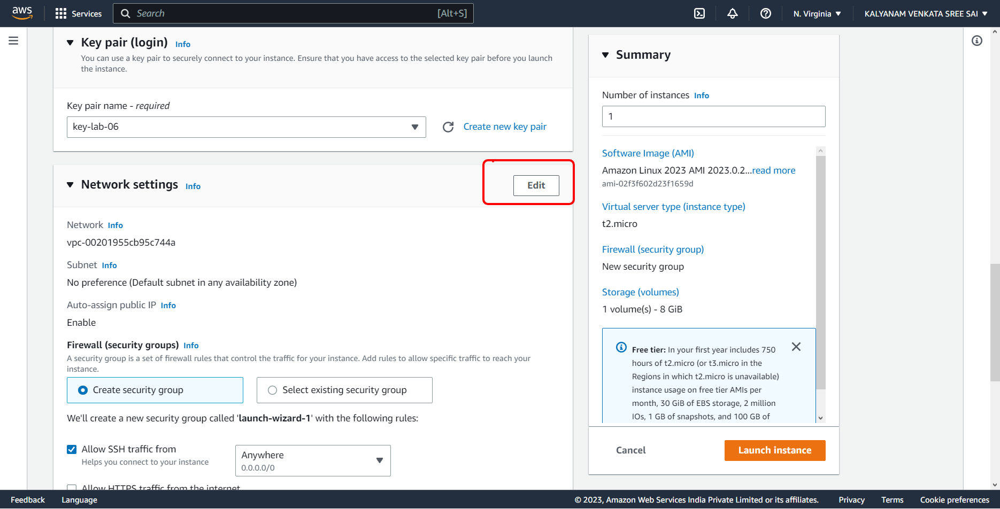 aws
Services
Search
[Alt+S]
N. Virginia
KALYANAM VENKATA SREE SAI
Key pair (login) Info
You can use a key pair to securely connect to your instance. Ensure that you have access to the selected key pair before you launch
the instance.
Key pair name - required
key-lab-06
Create new key pair
Network settings Info
Edit
Network Info
vpc-00201955cb95c744a
Subnet Info
No preference (Default subnet in any availability zone)
Auto-assign public IP Info
Enable
Firewall (security groups) Info
A security group is a set of firewall rules that control the traffic for your instance. Add rules to allow specific traffic to reach your
instance.
Create security group
Select existing security group
We'll create a new security group called 'launch-wizard-1' with the following rules:
Allow SSH traffic from
Helps you connect to your instance
Anywhere
0.0.0.0/0
Allow HTTPS traffic from the internet
Summary
Number of instances Info
1
Software Image (AMI)
Amazon Linux 2023 AMI 2023.0.2...read more
ami-02f3f602d23f1659d
Virtual server type (instance type)
t2.micro
Firewall (security group)
New security group
Storage (volumes)
1 volume(s) - 8 GiB
Free tier: In your first year includes 750
hours of t2.micro (or t3.micro in the
Regions in which t2.micro is unavailable)
instance usage on free tier AMIs per
month, 30 GiB of EBS storage, 2 million
IOs, 1 GB of snapshots, and 100 GB of
Cancel
Launch instance
Feedback
Language
© 2023, Amazon Web Services India Private Limited or its affiliates.
Privacy
Terms
Cookie preferences